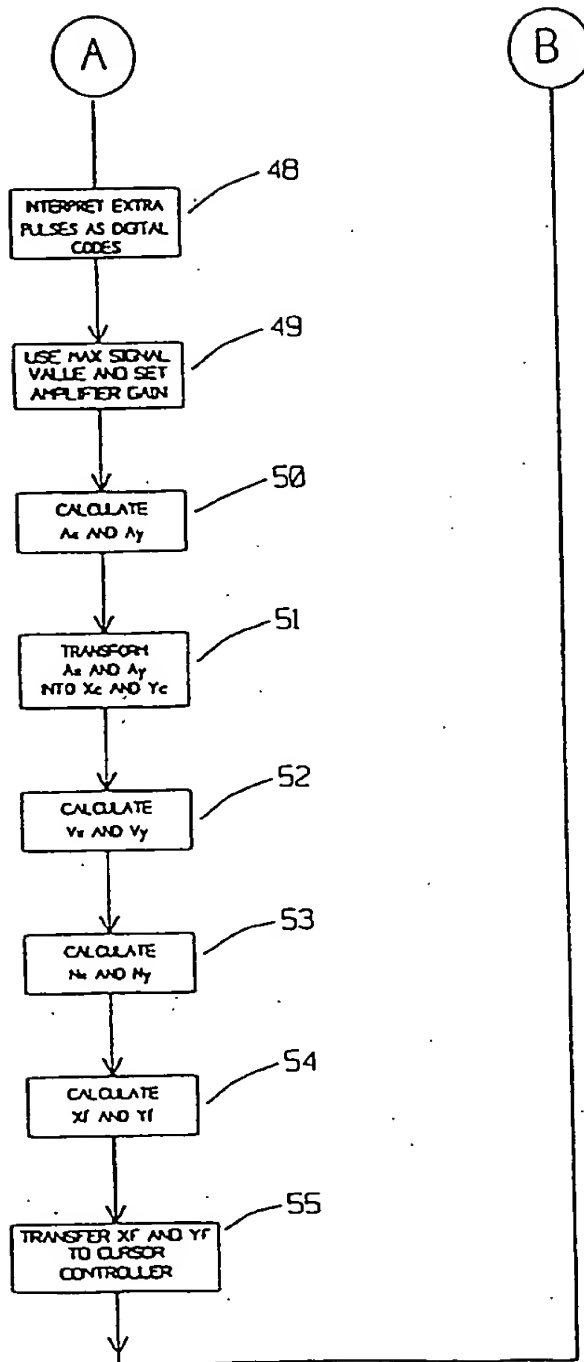 A
B
48
INTERPRET EXTRA
PULSES AS DIGITAL
CODES
49
USE MAX SIGNAL
VALUE AND SET
AMPLIFIER GAIN
50
CALCULATE
Ax AND Ay
51
TRANSFORM
Ax AND Ay
INTO Xc AND Yc
52
CALCULATE
Vx AND Vy
53
CALCULATE
Nx AND Ny
54
CALCULATE
Xf AND Yf
55
TRANSFER Xf AND Yf
TO CURSOR
CONTROLLER